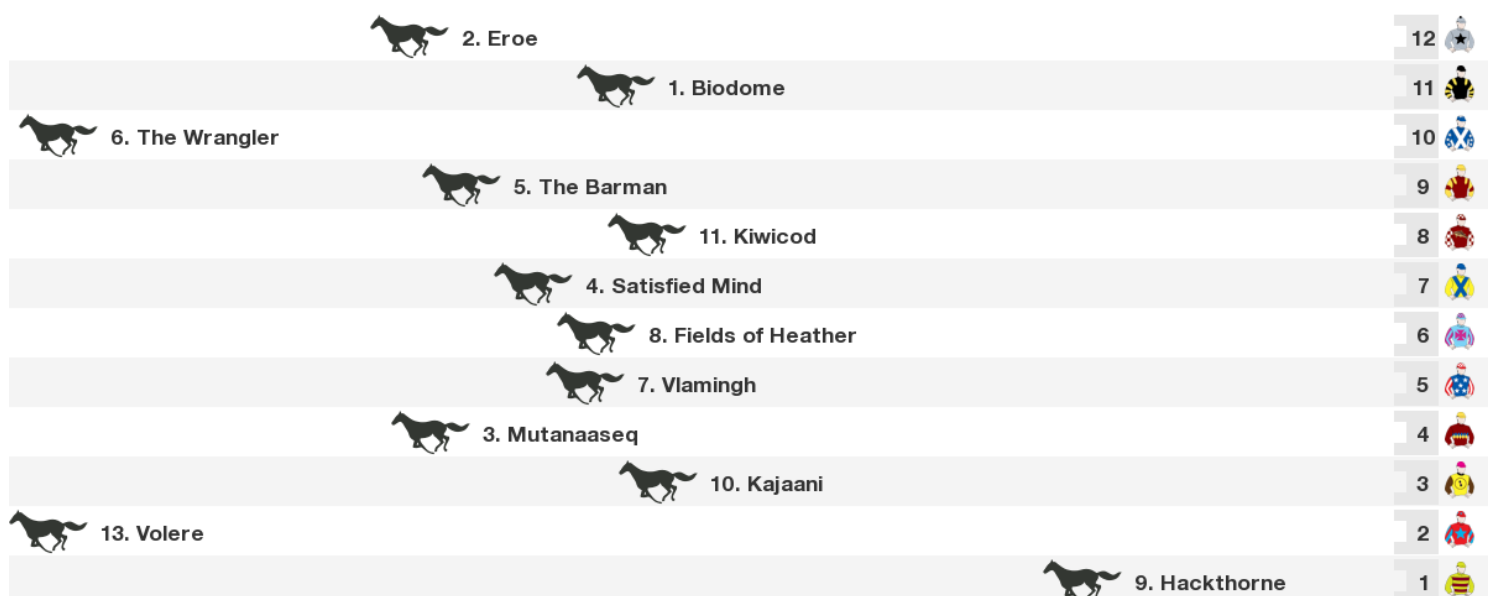 2. Eroe 12
1. Biodome 11
6. The Wrangler 10
5. The Barman 9
11. Kiwicod 8
4. Satisfied Mind 7
8. Fields of Heather 6
7. Vlamingh 5
3. Mutanaaseq 4
10. Kajaani 3
13. Volere 2
9. Hackthorne 1